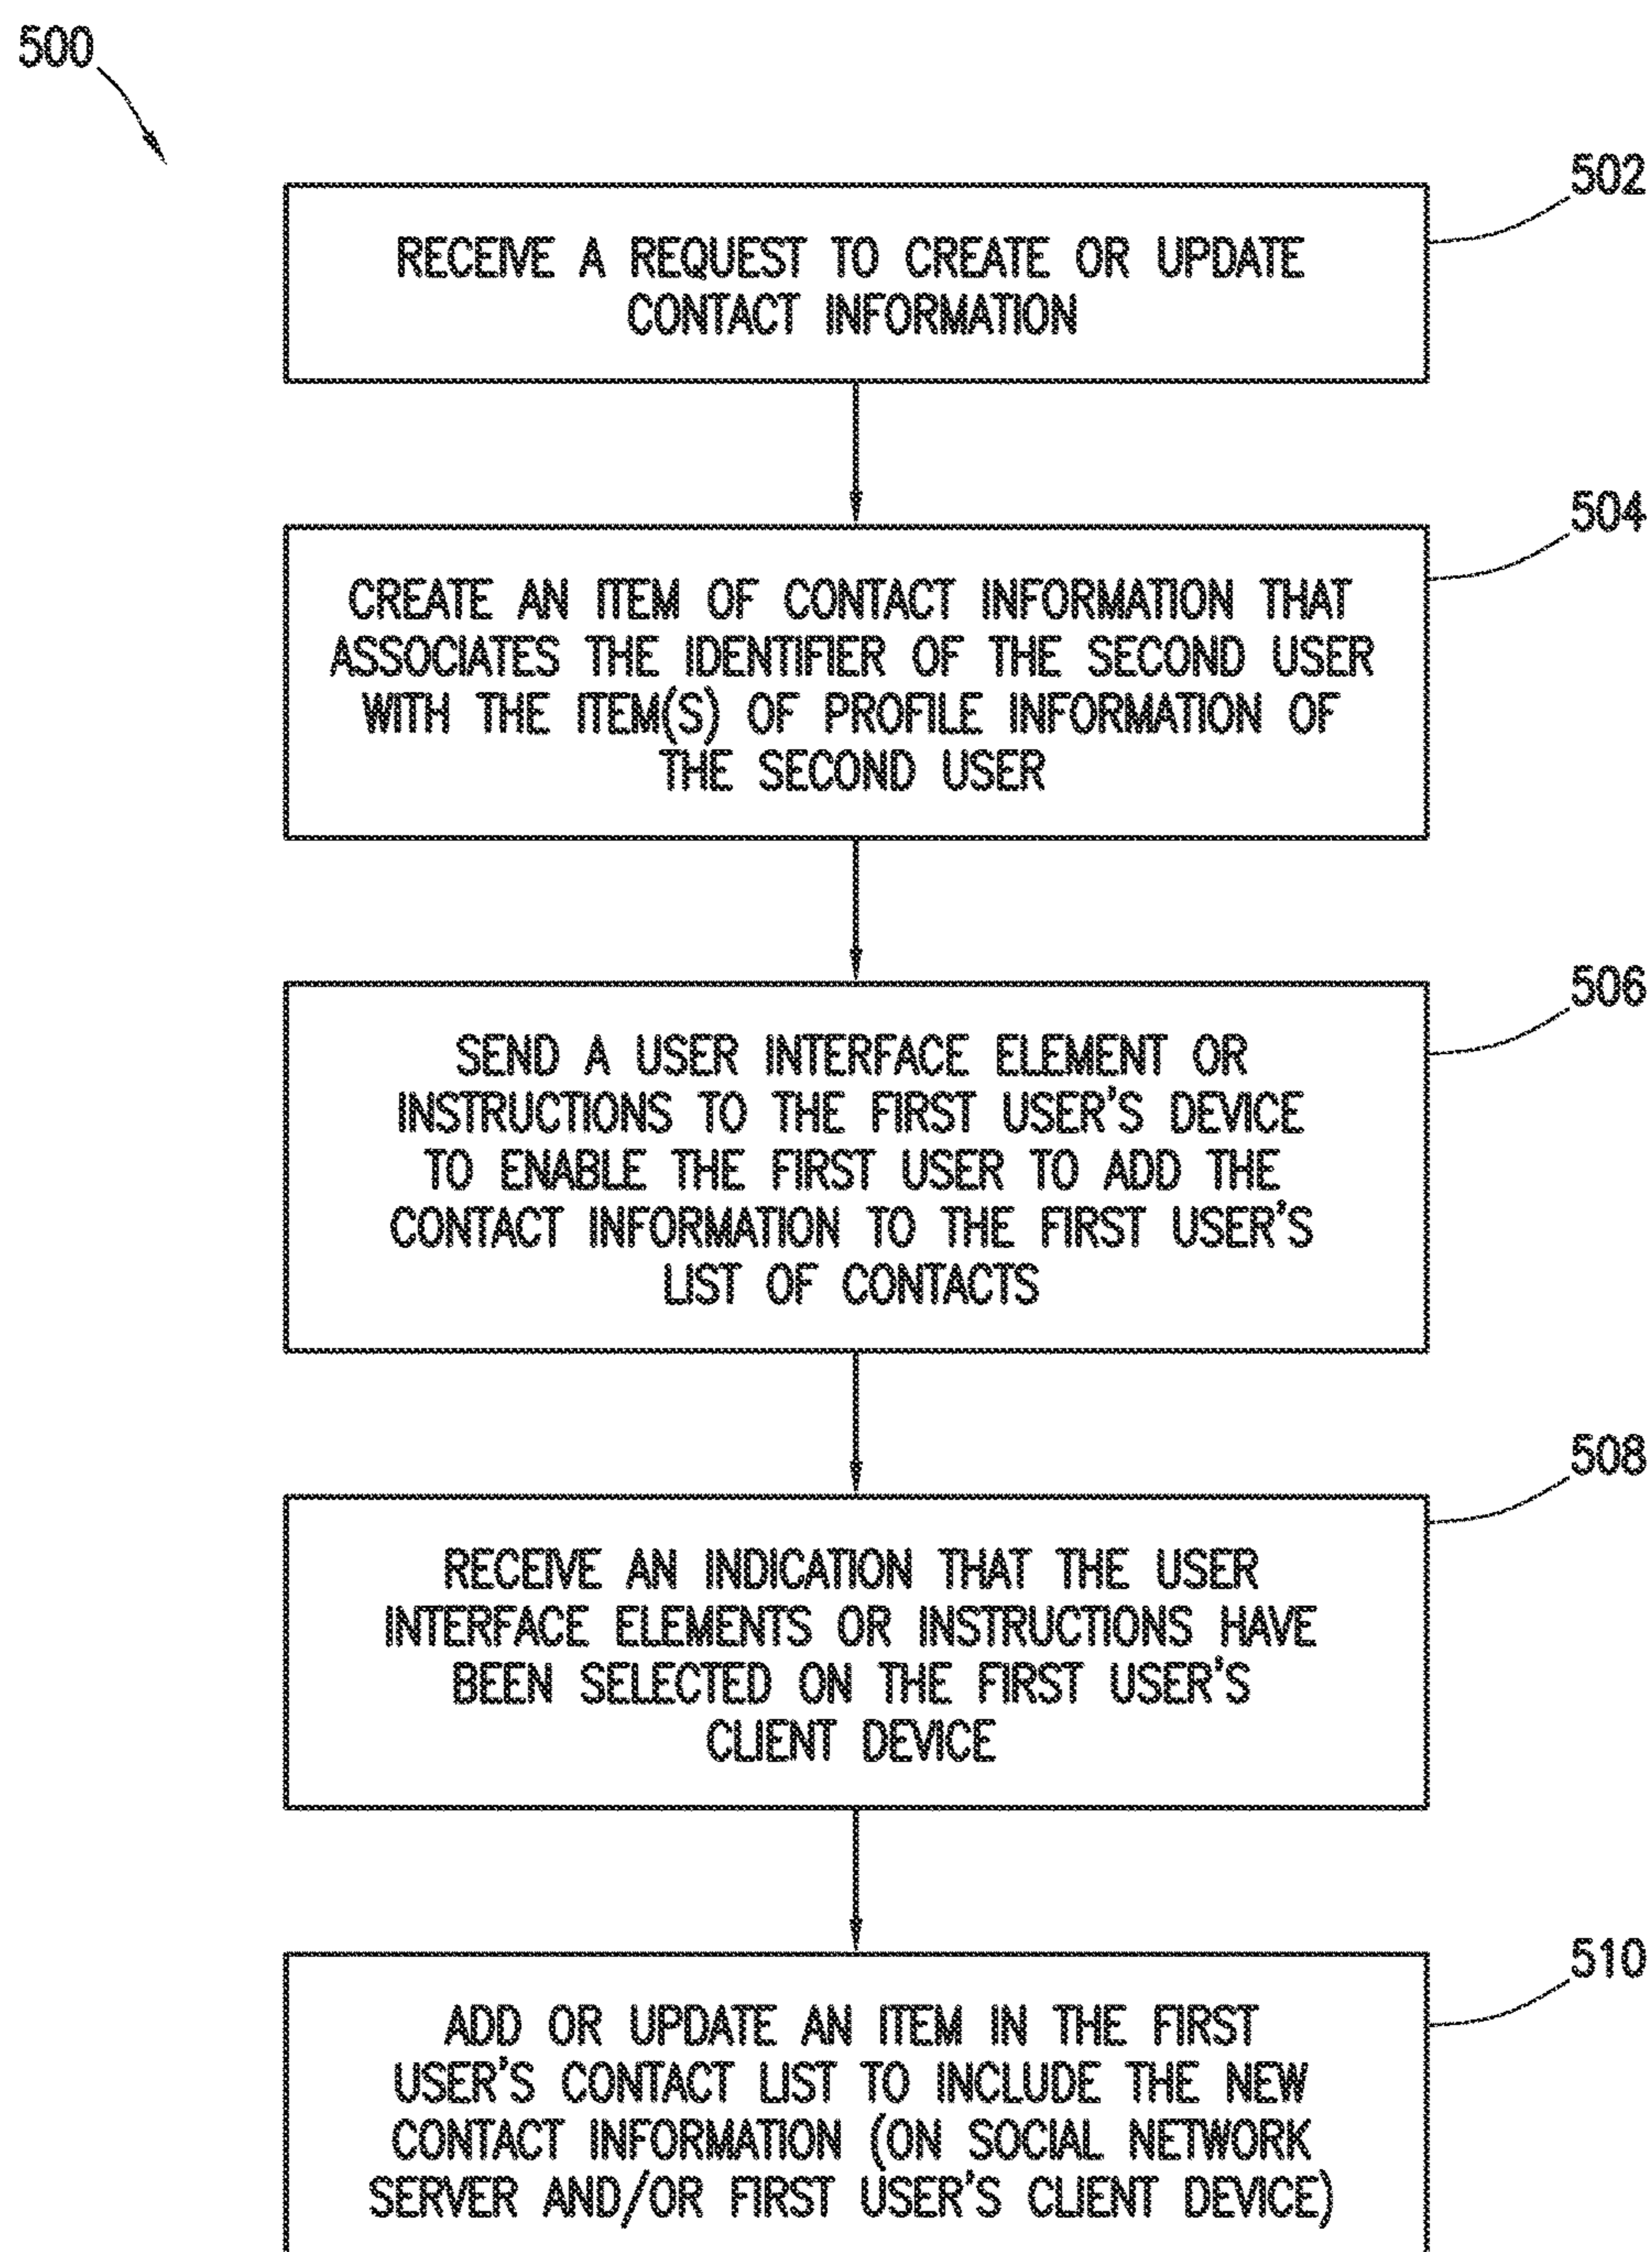 500
502
RECEIVE A REQUEST TO CREATE OR UPDATE
CONTACT INFORMATION
504
CREATE AN ITEM OF CONTACT INFORMATION THAT
ASSOCIATES THE IDENTIFIER OF THE SECOND USER
WITH THE ITEM(S) OF PROFILE INFORMATION OF
THE SECOND USER
506
SEND A USER INTERFACE ELEMENT OR
INSTRUCTIONS TO THE FIRST USER'S DEVICE
TO ENABLE THE FIRST USER TO ADD THE
CONTACT INFORMATION TO THE FIRST USER'S
LIST OF CONTACTS
508
RECEIVE AN INDICATION THAT THE USER
INTERFACE ELEMENTS OR INSTRUCTIONS HAVE
BEEN SELECTED ON THE FIRST USER'S
CLIENT DEVICE
510
ADD OR UPDATE AN ITEM IN THE FIRST
USER'S CONTACT LIST TO INCLUDE THE NEW
CONTACT INFORMATION (ON SOCIAL NETWORK
SERVER AND/OR FIRST USER'S CLIENT DEVICE)